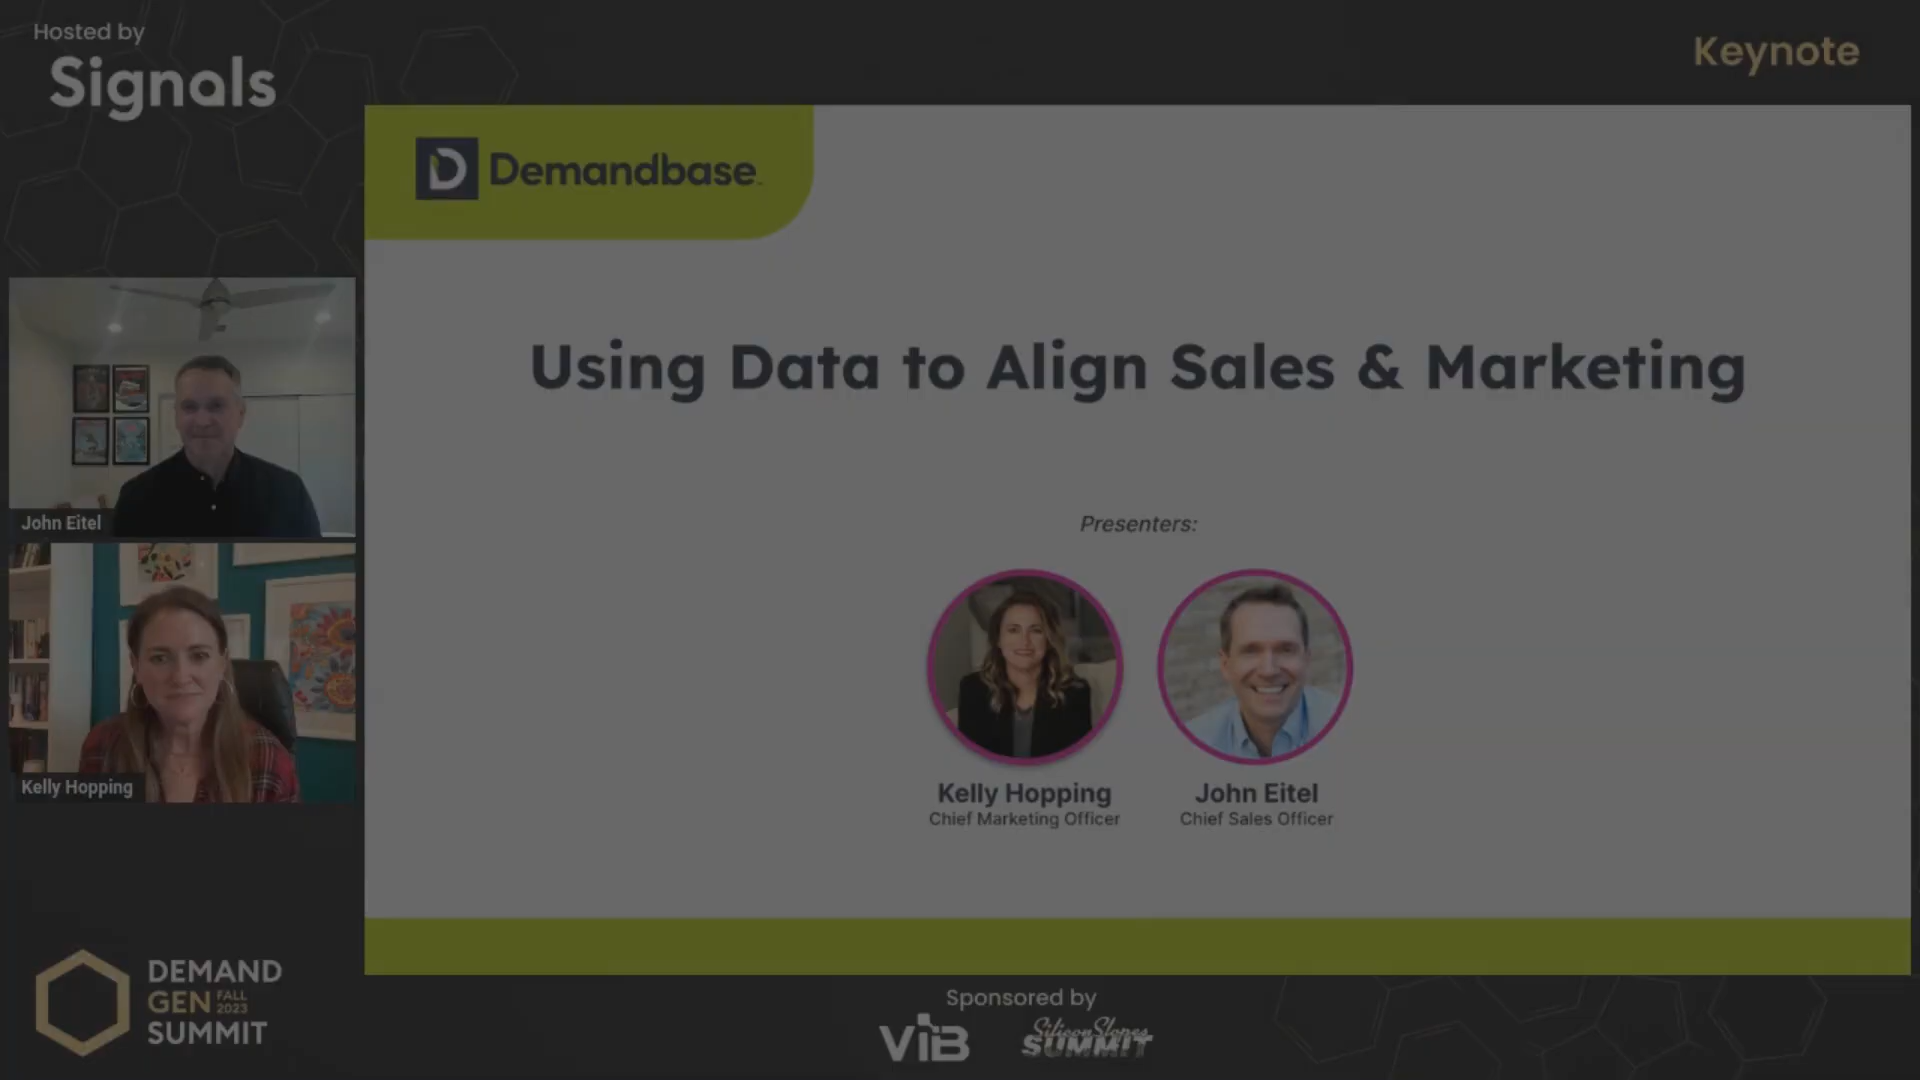 Hosted by
Signals
Keynote
Demandbase
Using Data to Align Sales & Marketing
Presenters:
John Eitel
Kelly Hopping
Kelly Hopping
Chief Marketing Officer
John Eitel
Chief Sales Officer
DEMAND
GEN FALL 2023
SUMMIT
Sponsored by
ViB
Silicon Slopes
SUMMIT